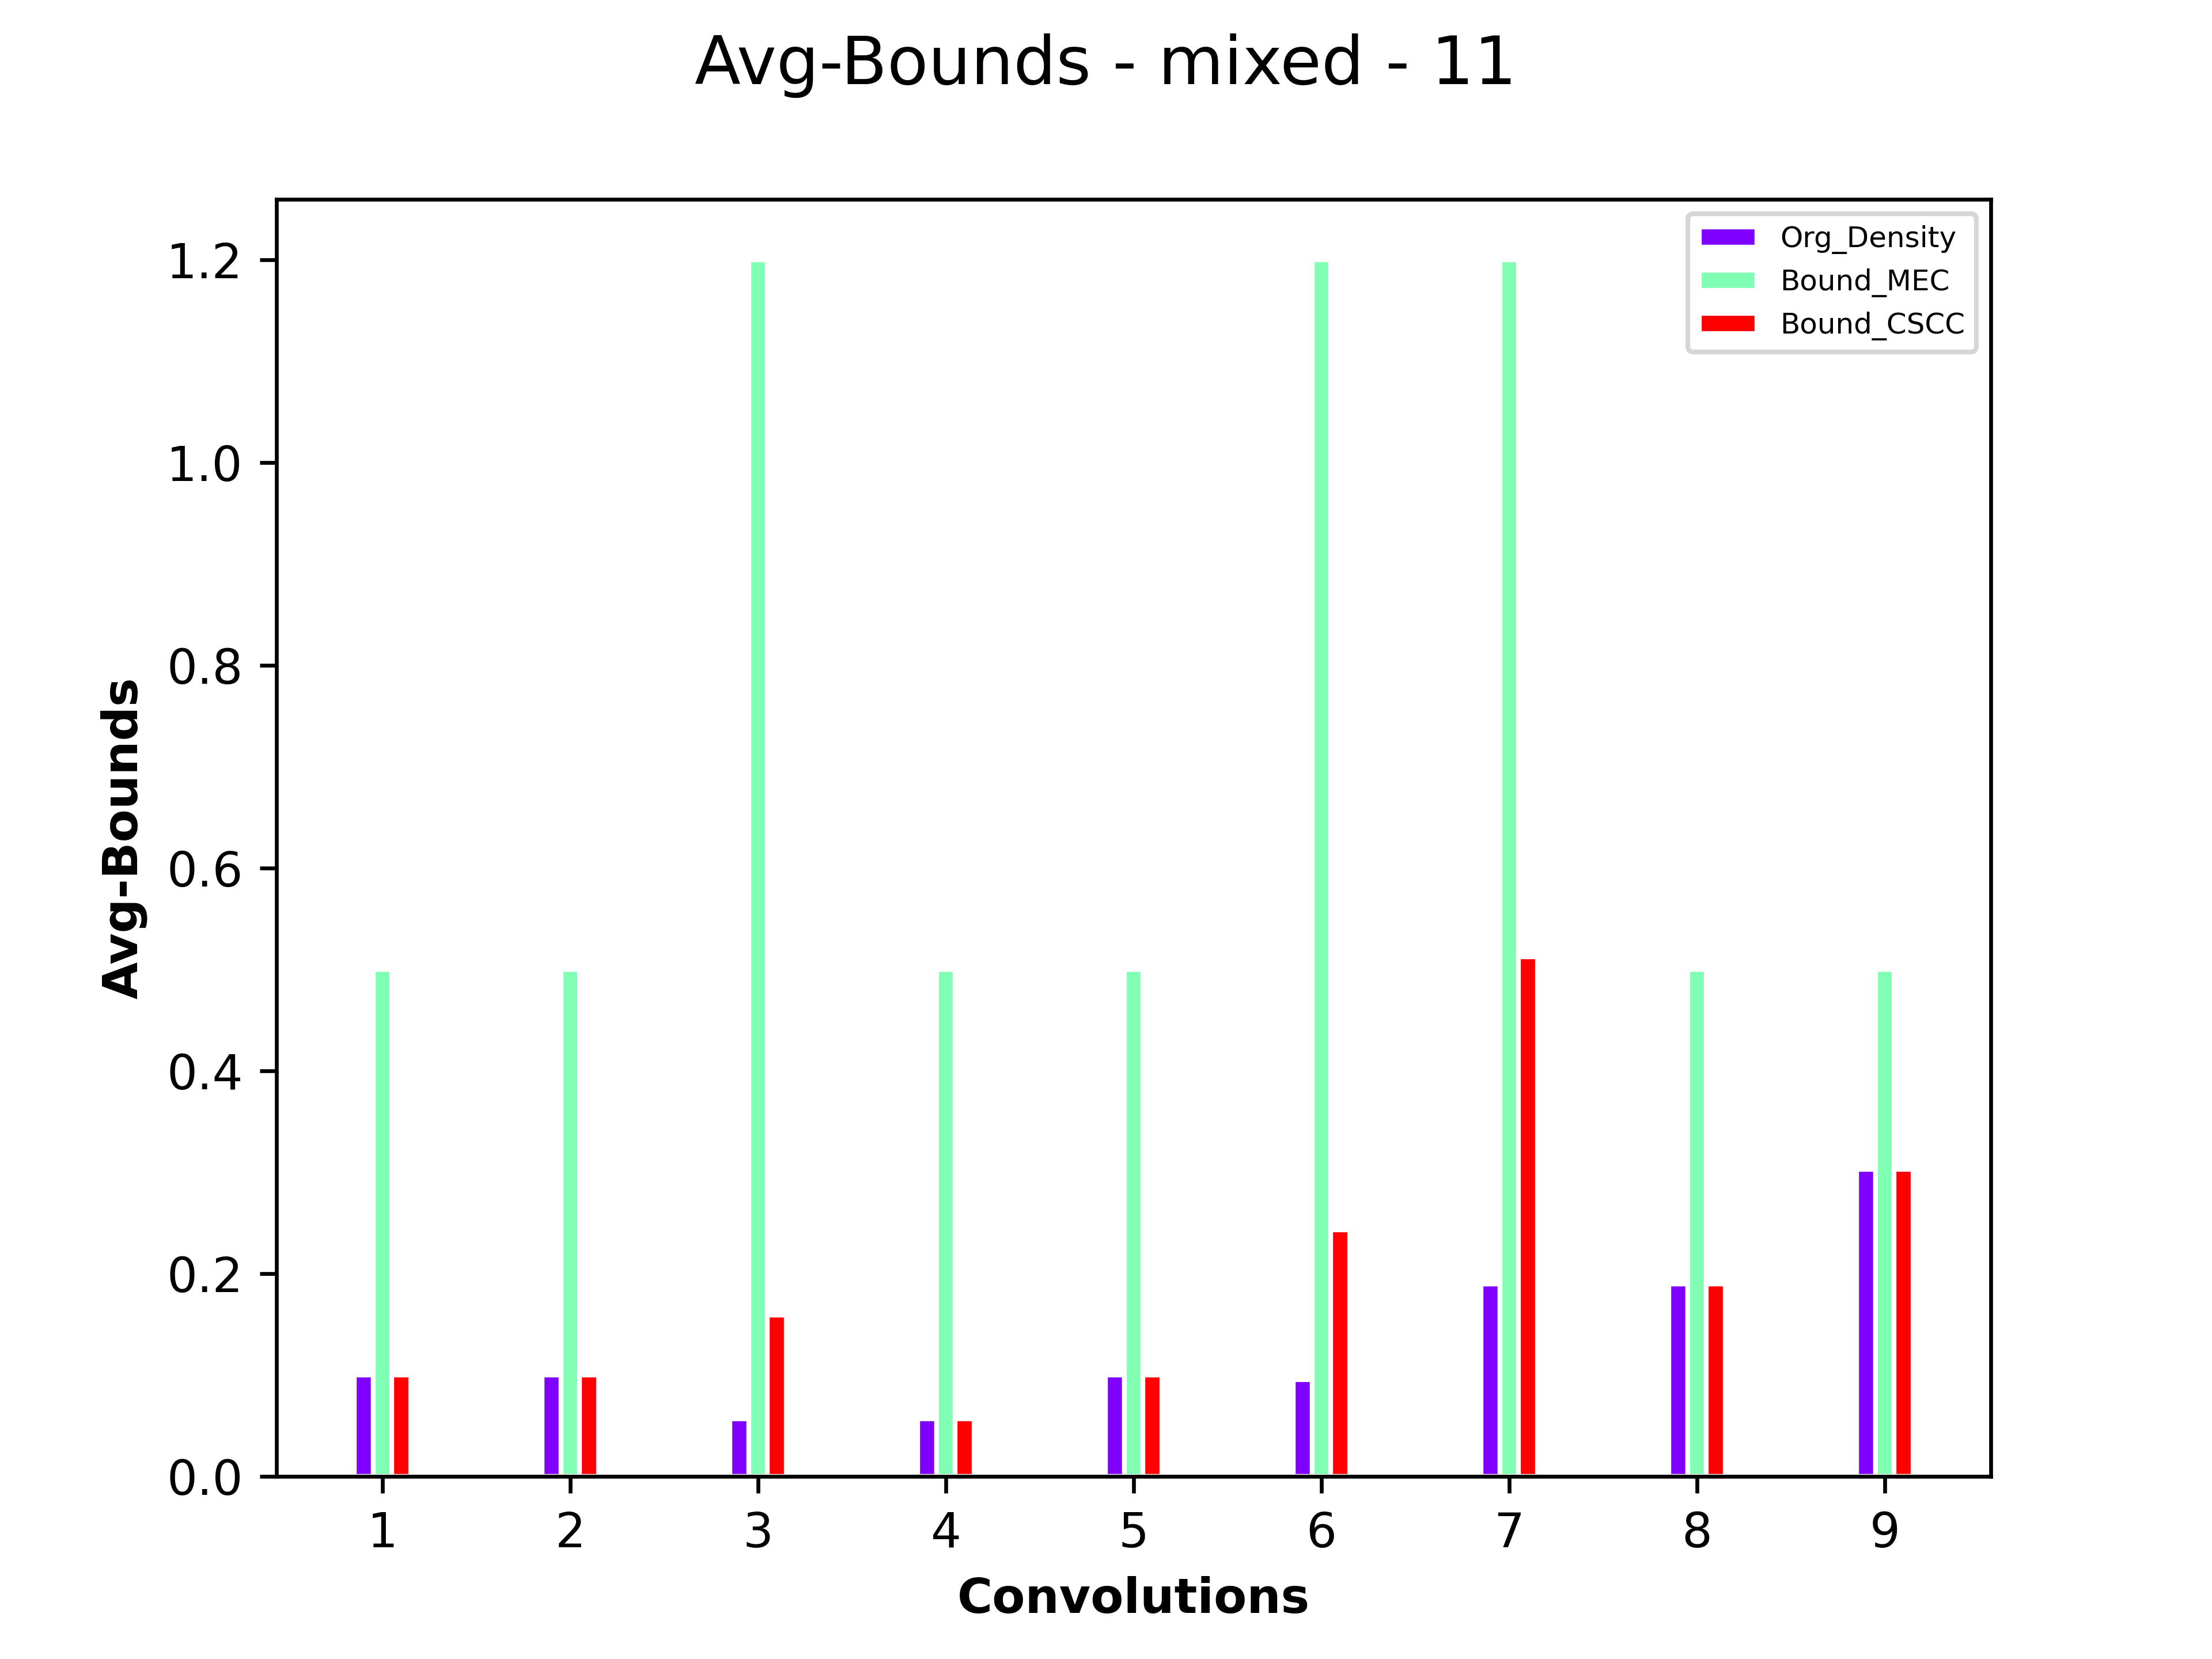 Avg-Bounds - mixed - 11
Org_Density
Bound_MEC
Bound_CSCC
1.2
1.0
0.8
0.6
0.4
0.2
0.0
Avg-Bounds
1 2 3 4 5 6 7 8 9
Convolutions